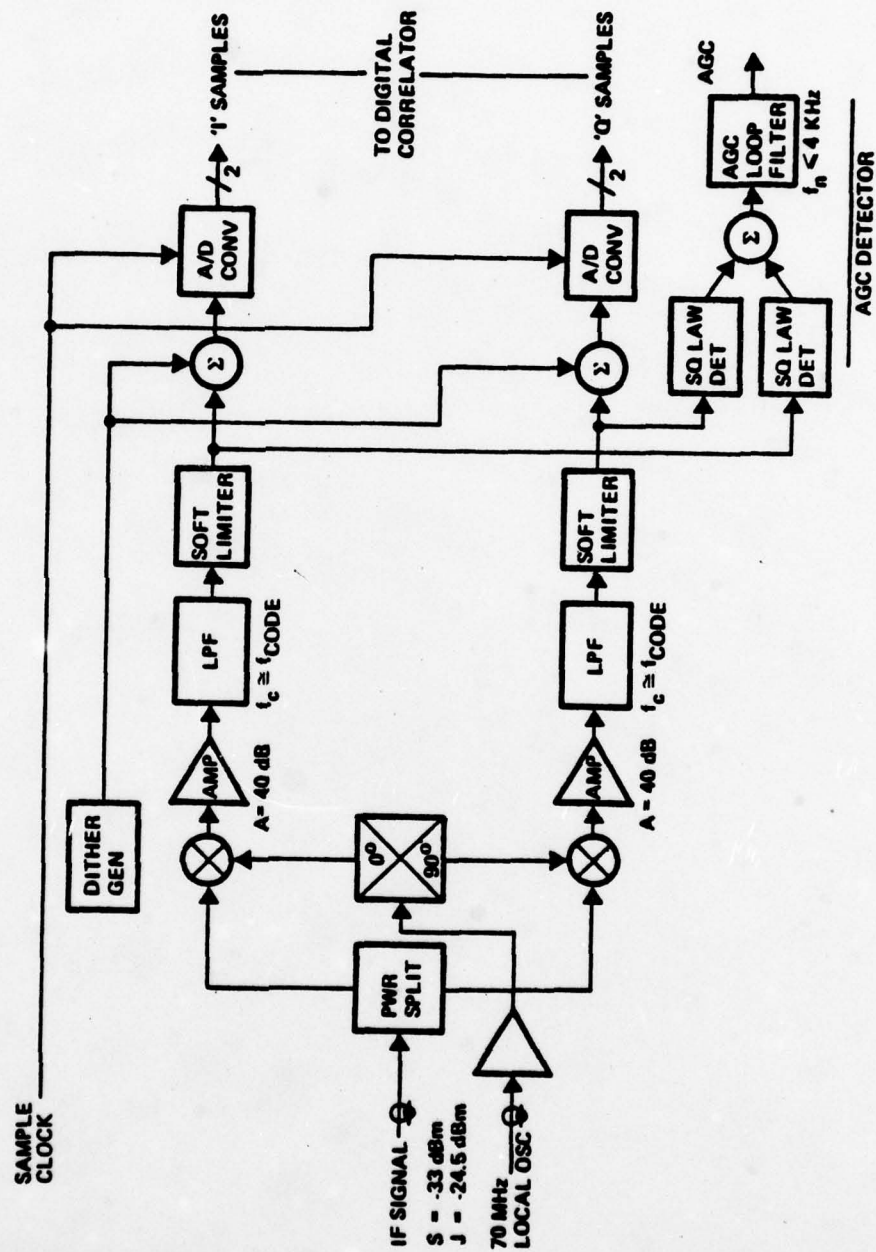 SAMPLE
CLOCK
DITHER
GEN
IF SIGNAL
S = -33 dBm
J = -24.5 dBm
70 MHz
LOCAL OSC
PWR
SPLIT
0°
90°
AMP
A = 40 dB
LPF
f_c ≅ f_CODE
SOFT
LIMITER
Σ
A/D
CONV
2
'I' SAMPLES
TO DIGITAL
CORRELATOR
AMP
A = 40 dB
LPF
f_c ≅ f_CODE
SOFT
LIMITER
Σ
A/D
CONV
2
'Q' SAMPLES
SQ LAW
DET
SQ LAW
DET
Σ
AGC
LOOP
FILTER
f_n < 4 KHz
AGC
AGC DETECTOR